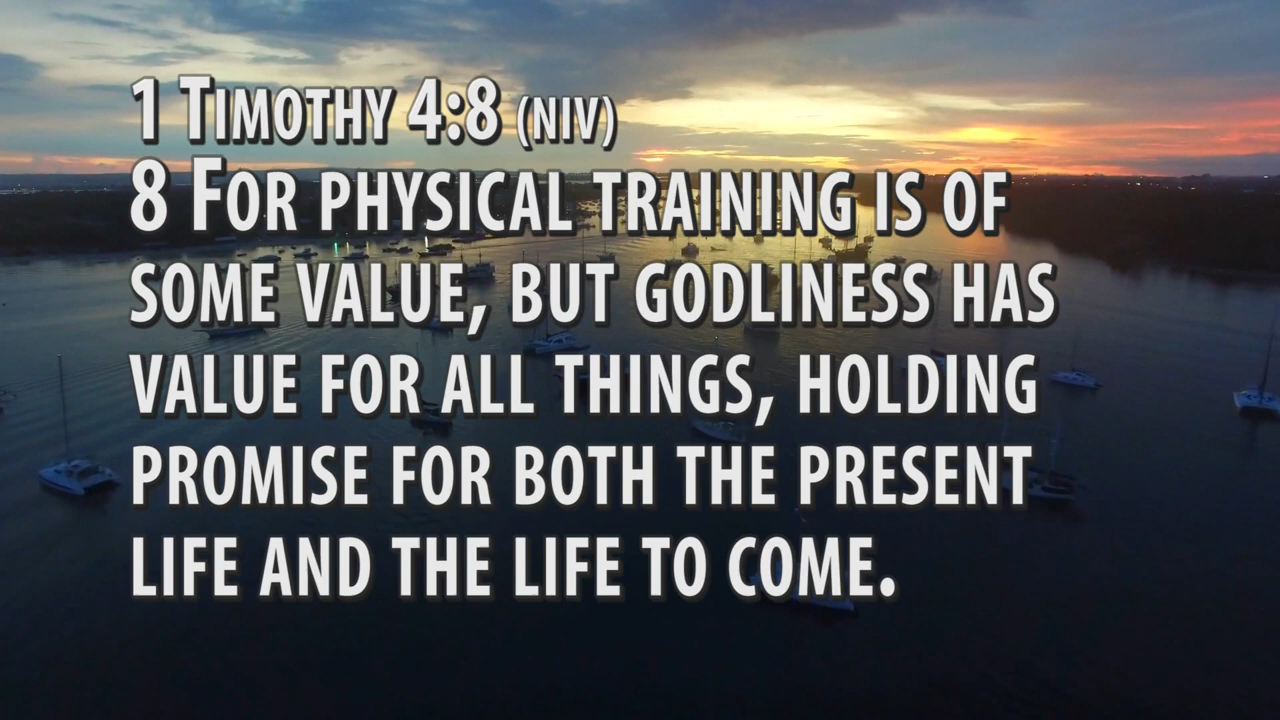 1 Timothy 4:8 (NIV)
8 For physical training is of
some value, but godliness has
value for all things, holding
promise for both the present
life and the life to come.